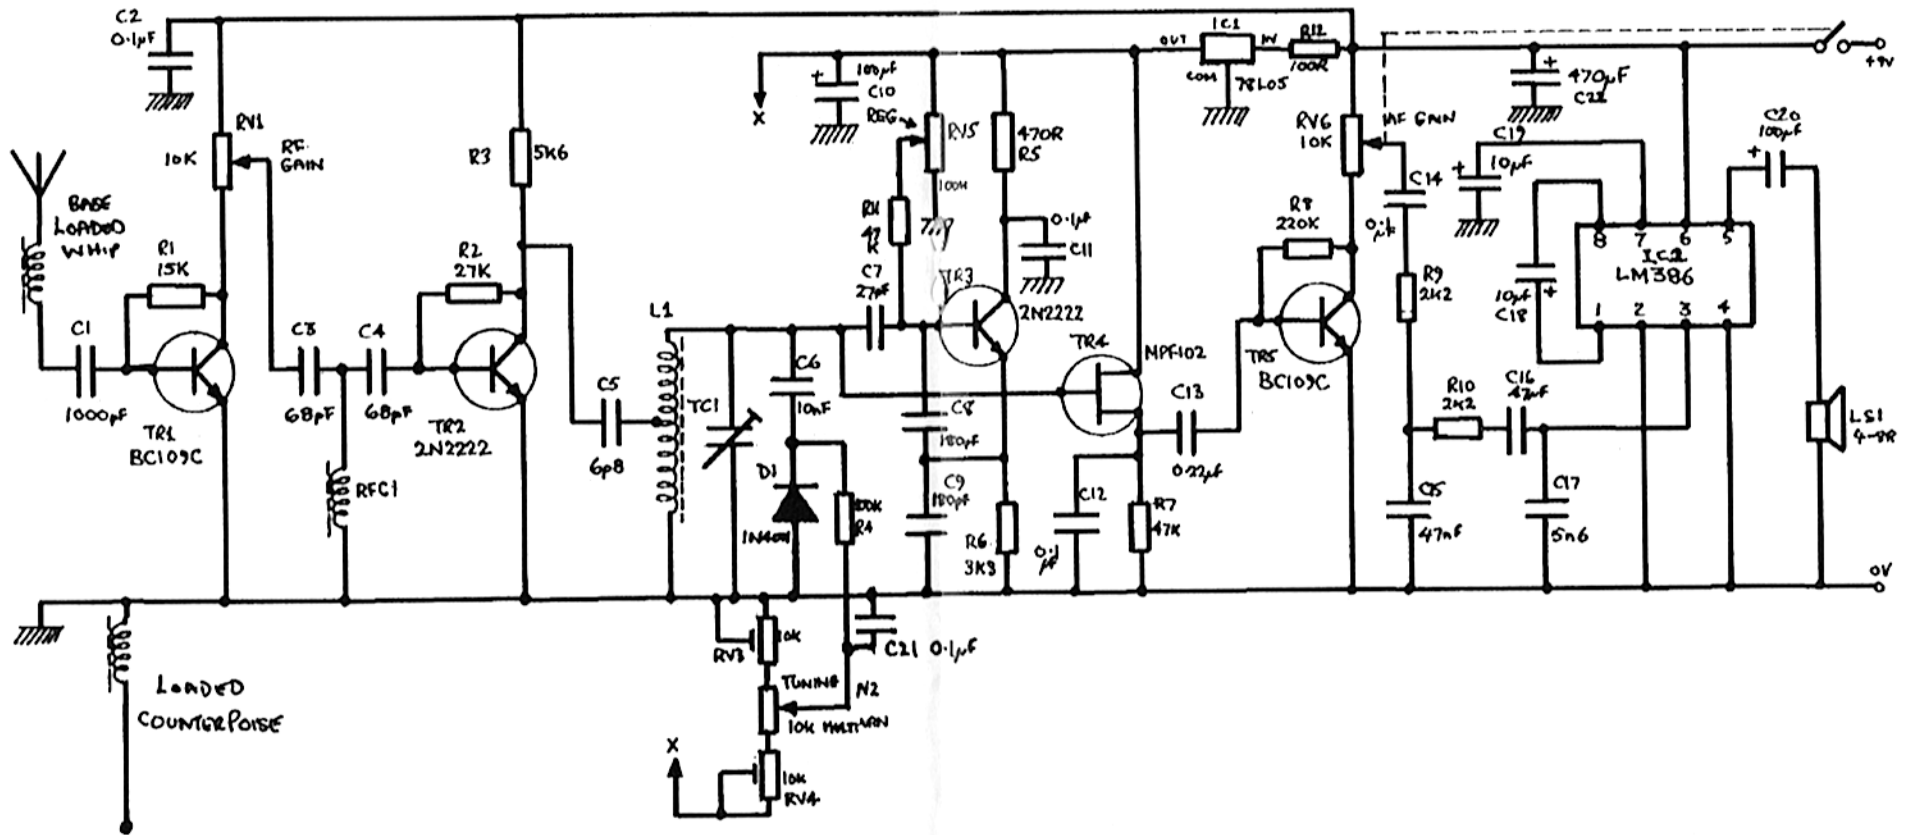 C2
0.1µF
RV1
10K
RF
GAIN
BASE
LOADED
WHIP
R1
15K
C1
1000pF
TR1
BC109C
C3
68pF
C4
68pF
RFC1
R2
27K
TR2
2N2222
R3
5K6
C5
6p8
L1
TC1
C6
10nF
D1
R4
X
100µF
C10
REG
RV5
R11
47
K
C7
27pF
470R
R5
0.1µF
C11
TR3
2N2222
C8
180pF
C9
180pF
R6
3K3
TR4
MPF102
C12
0.1
µF
R7
47K
C13
0.22µF
OUT
IC1
IN
COM
78L05
R12
100R
RV6
10K
AF GAIN
R8
220K
TR5
BC109C
C14
0.1
µF
R9
2K2
R10
2K2
C16
C15
47nF
C17
5n6
470µF
C22
+9V
C19
10µF
10µF
C18
8
7
6
5
LM386
1
2
3
4
C20
100µF
LS1
4-8R
0V
LOADED
COUNTERPOISE
RV3
10K
C21 0.1µF
TUNING
10K MULTITURN
10K
RV4
X